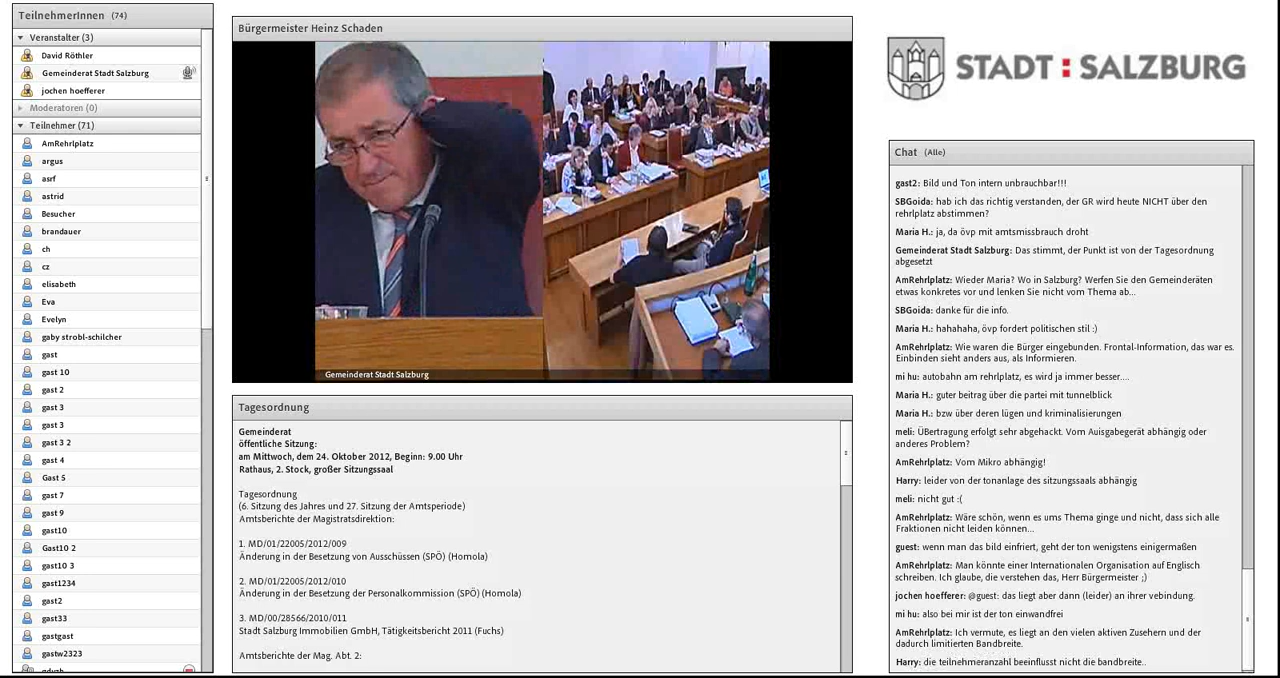 TeilnehmerInnen (74)
Veranstalter (3)
David Röthler
Gemeinderat Stadt Salzburg
jochen hoefferer
Moderatoren (0)
Teilnehmer (71)
AmRehrlplatz
argus
asrf
astrid
Besucher
brandauer
ch
cz
elisabeth
Eva
Evelyn
gaby strobl-schilcher
gast
gast 10
gast 2
gast 3
gast 3
gast 3 2
gast 4
Gast 5
gast 7
gast 9
gast10
Gast10 2
gast10 3
gast1234
gast2
gast33
gastgast
gastw2323
Bürgermeister Heinz Schaden
Gemeinderat Stadt Salzburg
Tagesordnung
Gemeinderat
öffentliche Sitzung:
am Mittwoch, dem 24. Oktober 2012, Beginn: 9.00 Uhr
Rathaus, 2. Stock, großer Sitzungssaal
Tagesordnung
(6. Sitzung des Jahres und 27. Sitzung der Amtsperiode)
Amtsberichte der Magistratsdirektion:
1. MD/01/22005/2012/009
Änderung in der Besetzung von Ausschüssen (SPÖ) (Homola)
2. MD/01/22005/2012/010
Änderung in der Besetzung der Personalkommission (SPÖ) (Homola)
3. MD/00/28566/2010/011
Stadt Salzburg Immobilien GmbH, Tätigkeitsbericht 2011 (Fuchs)
Amtsberichte der Mag. Abt. 2:
STADT : SALZBURG
Chat (Alle)
gast2: Bild und Ton intern unbrauchbar!!!
SBGoida: hab ich das richtig verstanden, der GR wird heute NICHT über den
rehrlplatz abstimmen?
Maria H.: ja, da övp mit amtsmissbrauch droht
Gemeinderat Stadt Salzburg: Das stimmt, der Punkt ist von der Tagesordnung
abgesetzt
AmRehrlplatz: Wieder Maria? Wo in Salzburg? Werfen Sie den Gemeinderäten
etwas konkretes vor und lenken Sie nicht vom Thema ab...
SBGoida: danke für die info.
Maria H.: hahahaha, övp fordert politischen stil :)
AmRehrlplatz: Wie waren die Bürger eingebunden. Frontal-Information, das war es.
Einbinden sieht anders aus, als Informieren.
mi hu: autobahn am rehrlplatz, es wird ja immer besser....
Maria H.: guter beitrag über die partei mit tunnelblick
Maria H.: bzw über deren lügen und kriminalisierungen
meli: ÜBertragung erfolgt sehr abgehackt. Vom Auisgabegerät abhängig oder
anderes Problem?
AmRehrlplatz: Vom Mikro abhängig!
Harry: leider von der tonanlage des sitzungssaals abhängig
meli: nicht gut :(
AmRehrlplatz: Wäre schön, wenn es ums Thema ginge und nicht, dass sich alle
Fraktionen nicht leiden können...
guest: wenn man das bild einfriert, geht der ton wenigstens einigermaßen
AmRehrlplatz: Man könnte einer Internationalen Organisation auf Englisch
schreiben. Ich glaube, die verstehen das, Herr Bürgermeister ;)
jochen hoefferer: @guest: das liegt aber dann (leider) an ihrer vebindung.
mi hu: also bei mir ist der ton einwandfrei
AmRehrlplatz: Ich vermute, es liegt an den vielen aktiven Zusehern und der
dadurch limitierten Bandbreite.
Harry: die teilnehmeranzahl beeinflusst nicht die bandbreite..